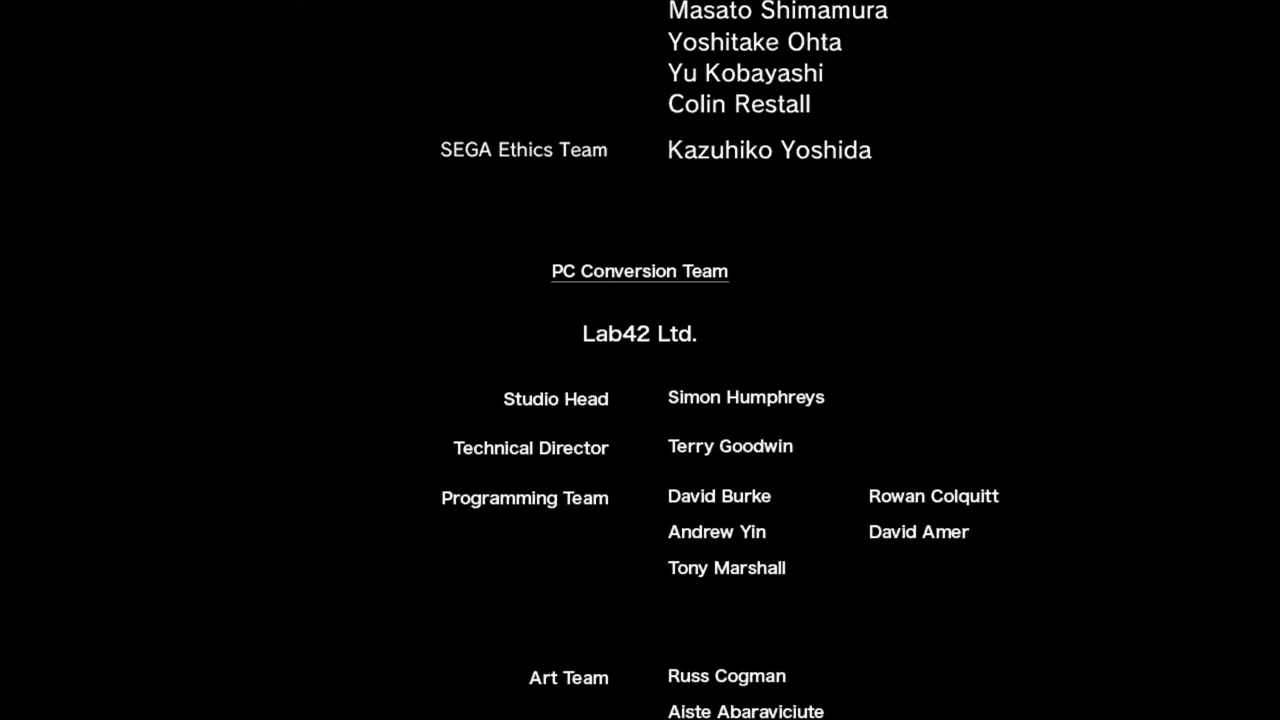 Masato Shimamura
Yoshitake Ohta
Yu Kobayashi
Colin Restall
SEGA Ethics Team Kazuhiko Yoshida
PC Conversion Team
Lab42 Ltd.
Studio Head Simon Humphreys
Technical Director Terry Goodwin
Programming Team David Burke Rowan Colquitt
Andrew Yin David Amer
Tony Marshall
Art Team Russ Cogman
Aiste Abaraviciute